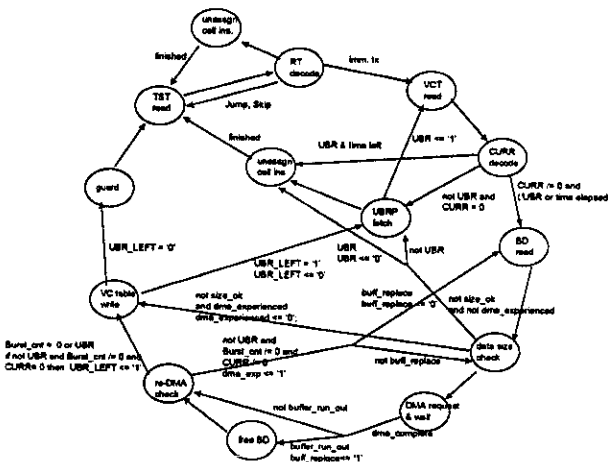 unassgn
cell ins.
finished
RT
decode
Imm. tx
TST
read
Jump, Skip
VCT
read
finished
unassgn
cell ins.
UBR & time left
UBR <= '1'
CURR
decode
guard
UBRP
fetch
not UBR and
CURR = 0
CURR /= 0 and
( UBR or time elapsed
UBR_LEFT = '0'
UBR_LEFT = '1'
UBR_LEFT <= '0'
UBR
UBR <= '0'
not UBR
BD
read
VC table
write
not size_ok
and dma_experienced
dma_experienced <= '0';
buff_replace
buff_replace <= '0'
not size_ok
and not dma_experienced
Burst_cnt = 0 or UBR
if not UBR and Burst_cnt /= 0 and
CURR= 0 then UBR_LEFT <= '1'
not UBR and
Burst_cnt /= 0 and
CURR /= 0
dma_exp <= '1'
not buff_replace
data size
check
re-DMA
check
not buffer_run_out
DMA request
& wait
free BD
buffer_run_out
buff_replace<= '1'
dma_complete